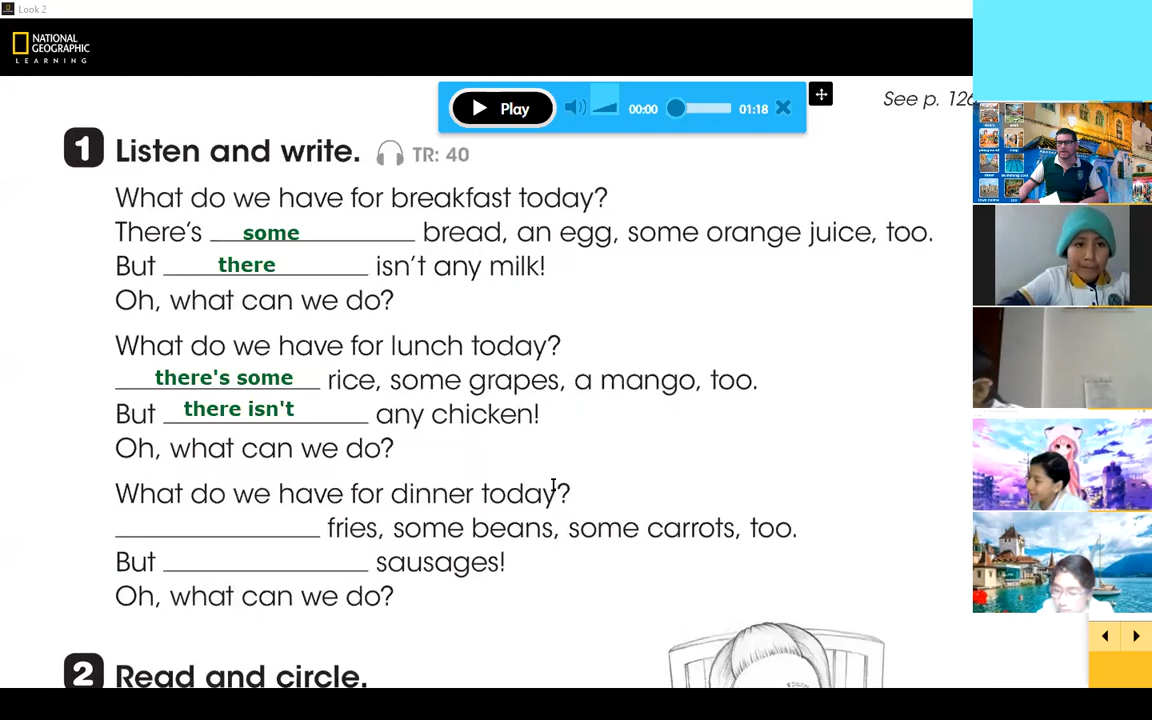 Look 2
NATIONAL
GEOGRAPHIC
LEARNING
Play
00:00
01:18
See p. 126
1 Listen and write. TR: 40
What do we have for breakfast today?
There's some bread, an egg, some orange juice, too.
But there isn't any milk!
Oh, what can we do?
What do we have for lunch today?
there's some rice, some grapes, a mango, too.
But there isn't any chicken!
Oh, what can we do?
What do we have for dinner today?
____ fries, some beans, some carrots, too.
But ____ sausages!
Oh, what can we do?
2 Read and circle.